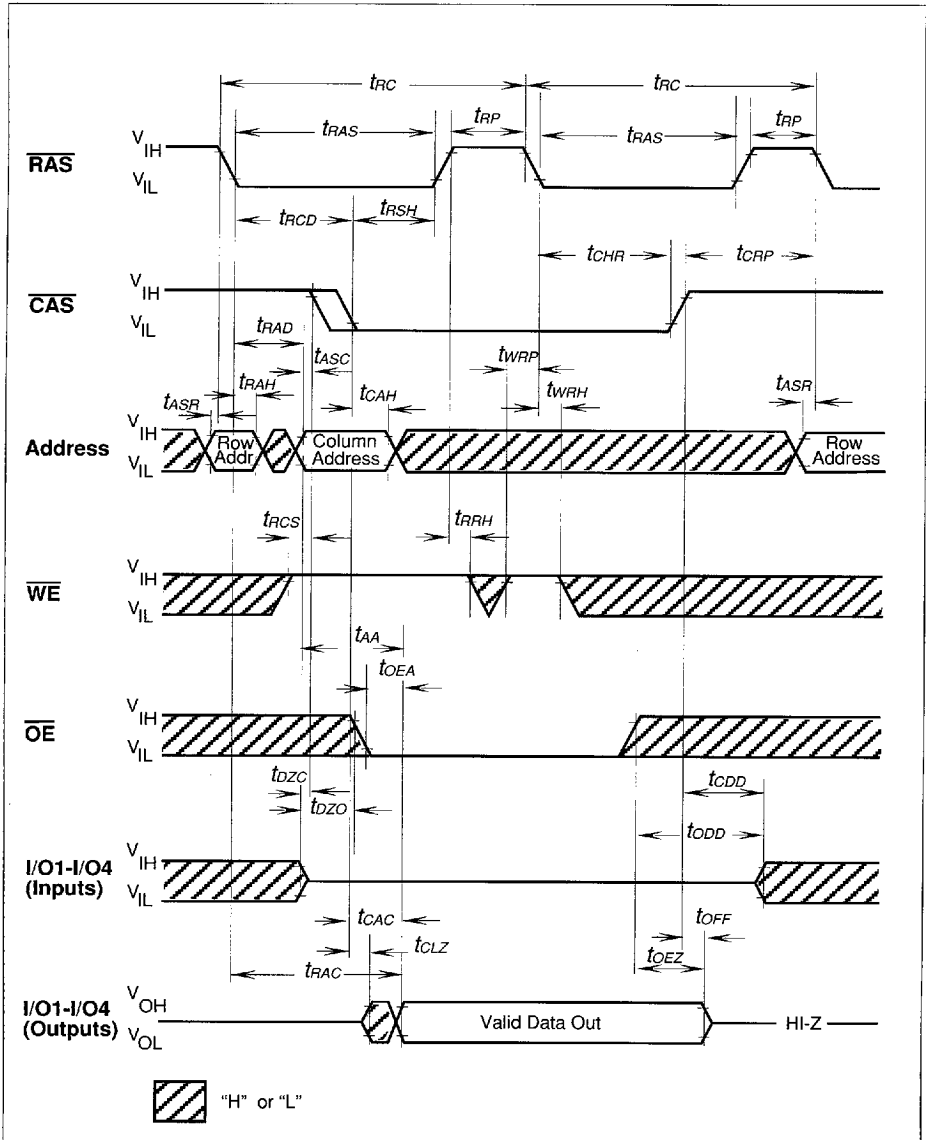 tRC tRC
tRAS tRP tRAS tRP
RAS VIH
VIL
tRCD tRSH
tCHR tCRP
CAS VIH
VIL
tRAD tASC tWRP
tASR tRAH tCAH tWRH tASR
Address VIH
VIL
Row Addr
Column Address
Row Address
tRCS tRRH
WE VIH
VIL
tAA
tOEA
OE VIH
VIL
tDZC tCDD
tDZO tODD
I/O1-I/O4 (Inputs) VIH
VIL
tCAC tOFF
tCLZ tOEZ
tRAC
I/O1-I/O4 (Outputs) VOH
VOL
Valid Data Out
HI-Z
"H" or "L"